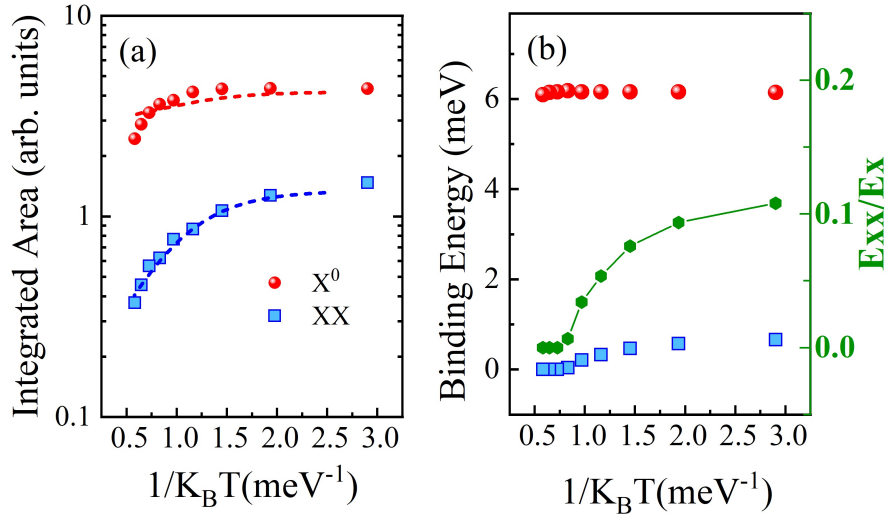 (a)
Integrated Area (arb. units)
10
1
0.1
X⁰
XX
0.5 1.0 1.5 2.0 2.5 3.0
1/K_BT(meV⁻¹)
(b)
Binding Energy (meV)
6
4
2
0
0.2
0.1
0.0
Exx/Ex
0.5 1.0 1.5 2.0 2.5 3.0
1/K_BT(meV⁻¹)